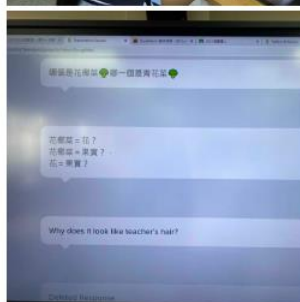 哪個是花椰菜🥦哪一個是青花菜🥦
花椰菜=花？
花椰菜=果實？
花=果實？
Why does it look like teacher's hair?